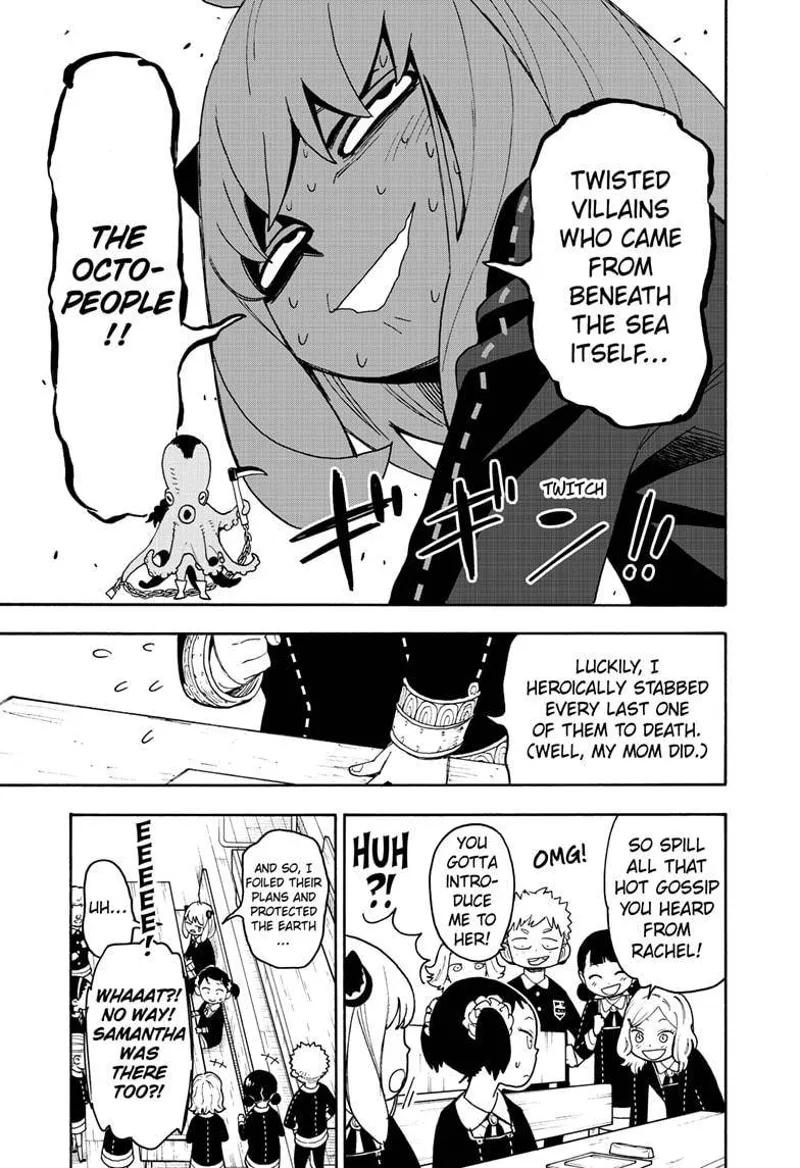 TWISTED
VILLAINS
WHO CAME
FROM
BENEATH
THE SEA
ITSELF...
THE
OCTO-
PEOPLE
!!
TWITCH
ギギン!!
LUCKILY, I
HEROICALLY STABBED
EVERY LAST ONE
OF THEM TO DEATH.
(WELL, MY MOM DID.)
SO SPILL
ALL THAT
HOT GOSSIP
YOU HEARD
FROM
RACHEL!
OMG!
YOU
GOTTA
INTRO-
DUCE
ME TO
HER!
HUH
?!
AND SO, I
FOILED THEIR
PLANS AND
PROTECTED
THE EARTH
...
EEEEEE!
UH...
WHAAAT?!
NO WAY!
SAMANTHA
WAS
THERE
TOO?!